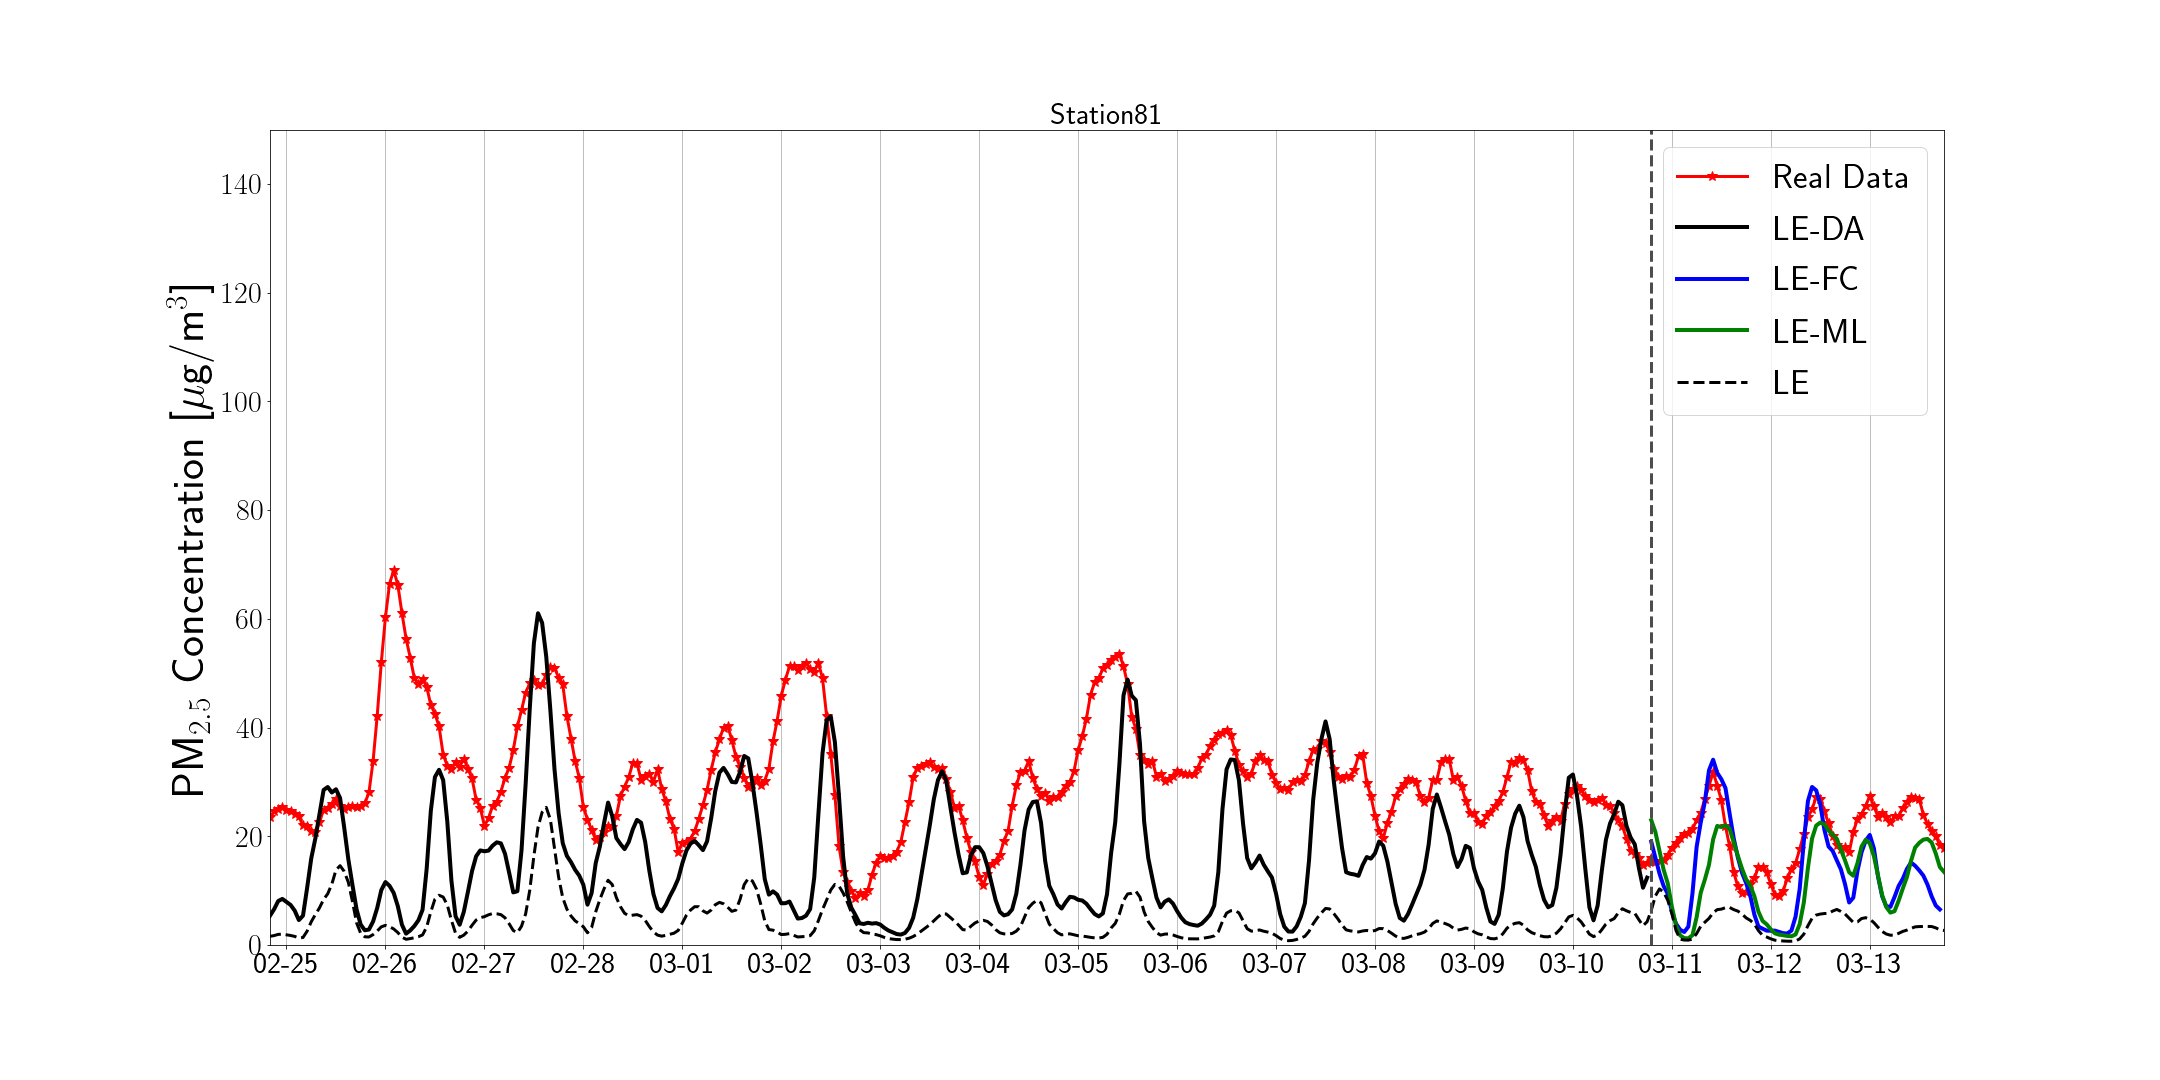 Station81
PM2.5 Concentration [μg/m³]
140
120
100
80
60
40
20
0
02-25 02-26 02-27 02-28 03-01 03-02 03-03 03-04 03-05 03-06 03-07 03-08 03-09 03-10 03-11 03-12 03-13
Real Data
LE-DA
LE-FC
LE-ML
LE